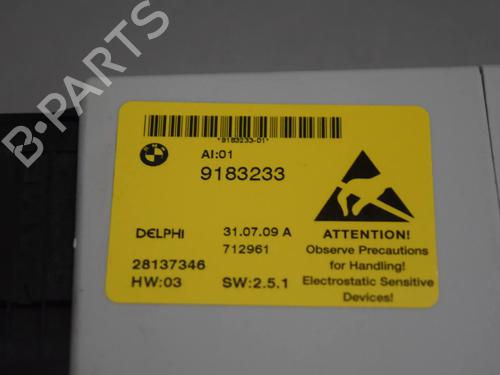 B-PARTS
*9183233-01*
AI:01
9183233
DELPHI
31.07.09 A
712961
28137346
HW:03
SW:2.5.1
ATTENTION!
Observe Precautions
for Handling!
Electrostatic Sensitive
Devices!